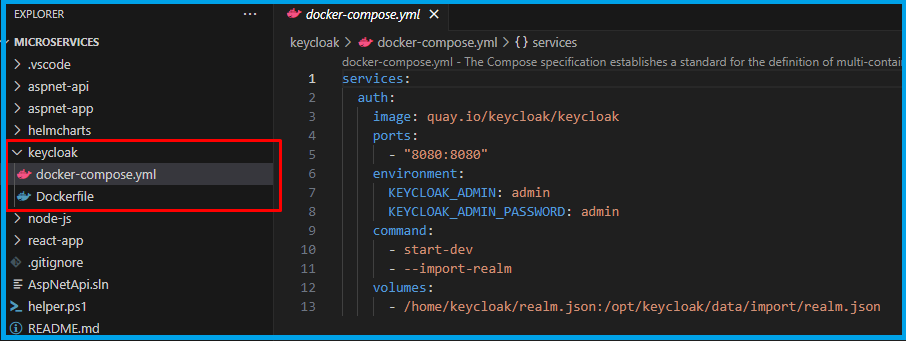 EXPLORER
···
MICROSERVICES
.vscode
aspnet-api
aspnet-app
helmcharts
keycloak
docker-compose.yml
Dockerfile
node-js
react-app
.gitignore
AspNetApi.sln
helper.ps1
README.md
docker-compose.yml ×
keycloak > docker-compose.yml > {} services
docker-compose.yml - The Compose specification establishes a standard for the definition of multi-contain
1 services:
2 auth:
3 image: quay.io/keycloak/keycloak
4 ports:
5 - "8080:8080"
6 environment:
7 KEYCLOAK_ADMIN: admin
8 KEYCLOAK_ADMIN_PASSWORD: admin
9 command:
10 - start-dev
11 - --import-realm
12 volumes:
13 - /home/keycloak/realm.json:/opt/keycloak/data/import/realm.json